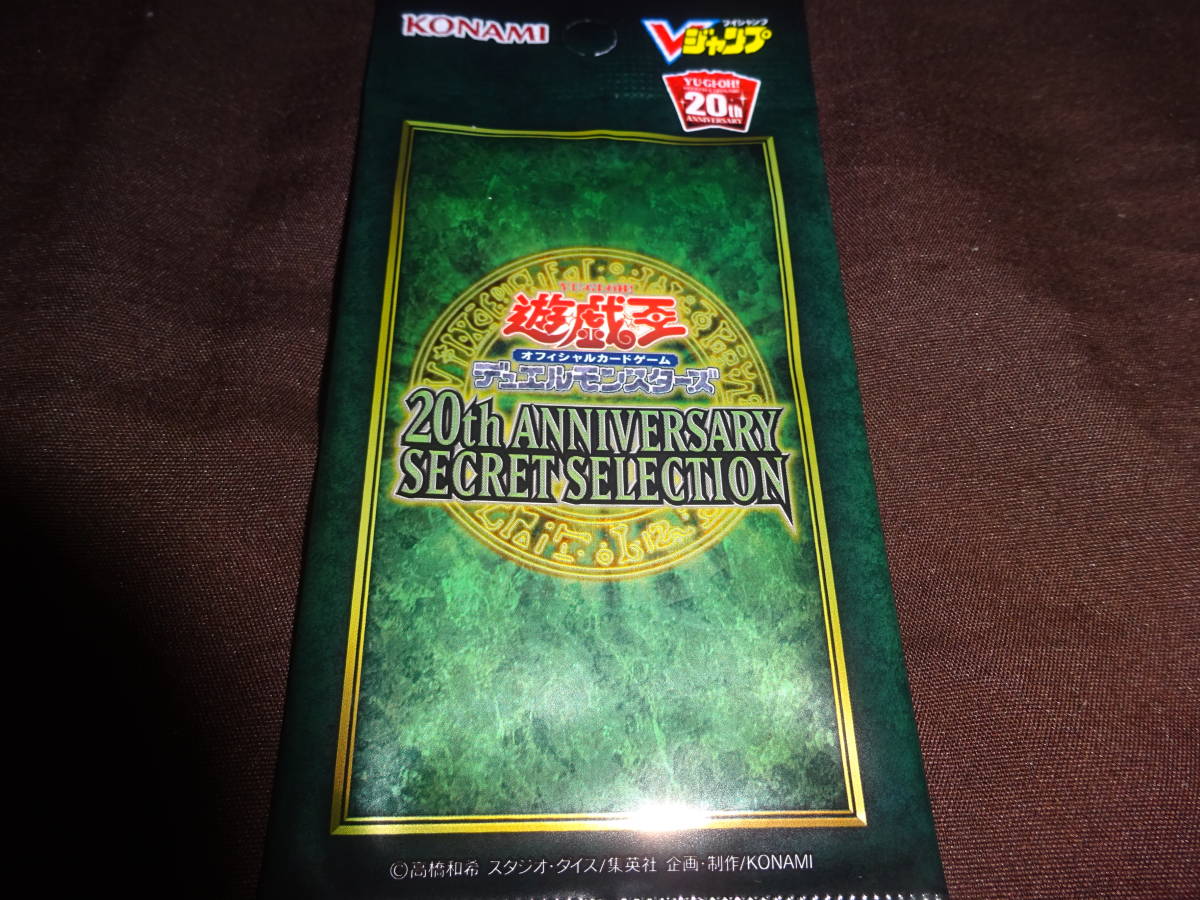 KONAMI
ブイジャンプ
Vジャンプ
YU-GI-OH!
20th
ANNIVERSARY
YU-GI-OH!
遊戯王
オフィシャルカードゲーム
デュエルモンスターズ
20th ANNIVERSARY
SECRET SELECTION
©高橋和希 スタジオ・ダイス/集英社 企画・制作/KONAMI